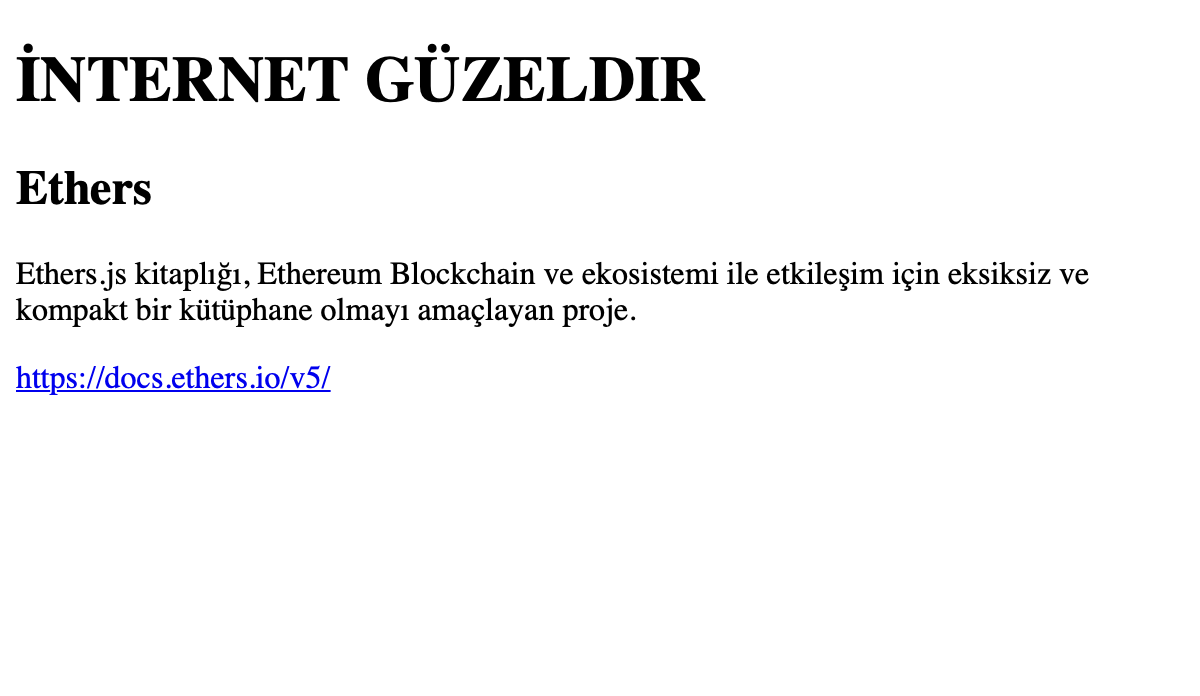 İNTERNET GÜZELDIR
Ethers
Ethers.js kitaplığı, Ethereum Blockchain ve ekosistemi ile etkileşim için eksiksiz ve
kompakt bir kütüphane olmayı amaçlayan proje.
https://docs.ethers.io/v5/